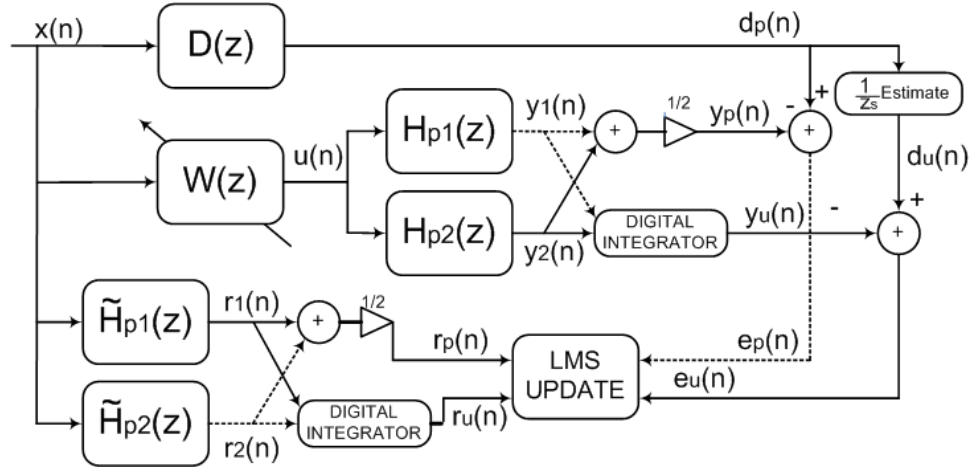 x(n)
D(z)
dp(n)
1/Zs Estimate
du(n)
W(z)
u(n)
Hp1(z)
y1(n)
+
1/2
yp(n)
-
+
+
Hp2(z)
y2(n)
DIGITAL
INTEGRATOR
yu(n)
-
+
+
H̃p1(z)
r1(n)
+
1/2
rp(n)
LMS
UPDATE
ep(n)
eu(n)
H̃p2(z)
r2(n)
DIGITAL
INTEGRATOR
ru(n)